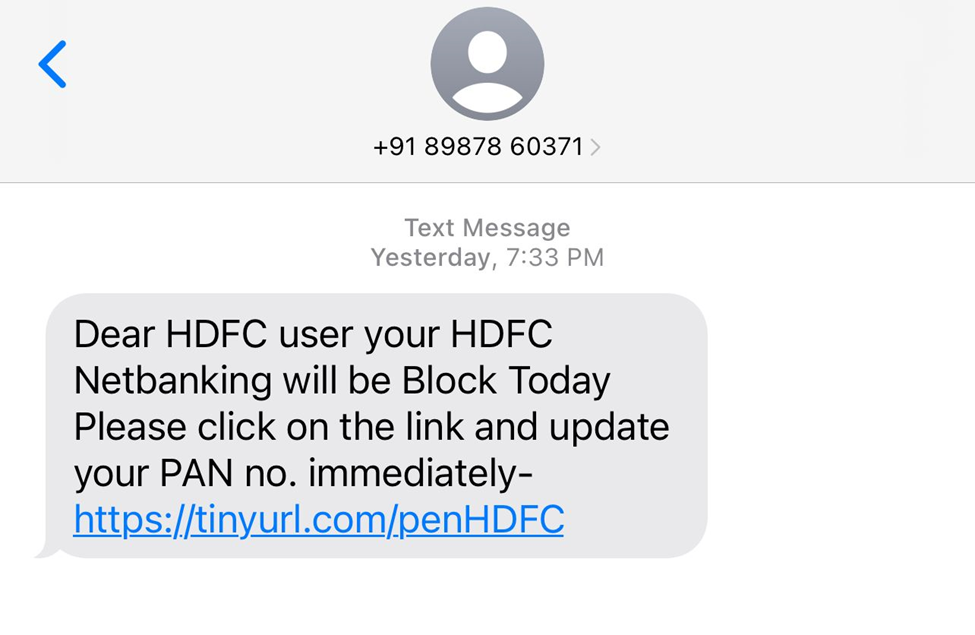 +91 89878 60371
Text Message
Yesterday, 7:33 PM
Dear HDFC user your HDFC
Netbanking will be Block Today
Please click on the link and update
your PAN no. immediately-
https://tinyurl.com/penHDFC